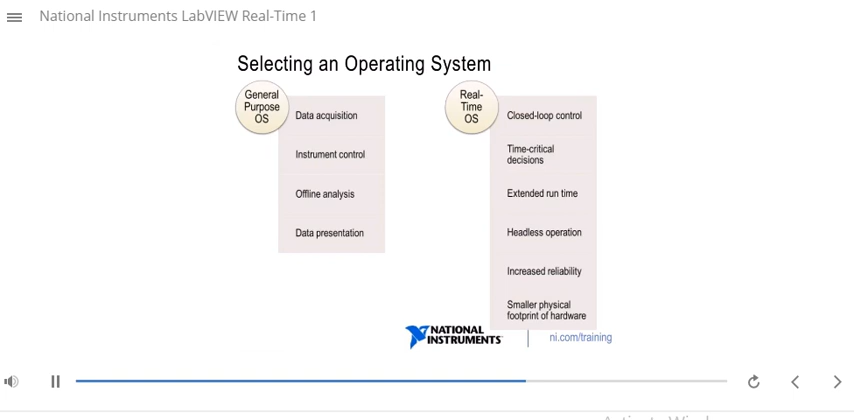 National Instruments LabVIEW Real-Time 1
Selecting an Operating System
General
Purpose
OS
Data acquisition
Instrument control
Offline analysis
Data presentation
Real-
Time
OS
Closed-loop control
Time-critical
decisions
Extended run time
Headless operation
Increased reliability
Smaller physical
footprint of hardware
NATIONAL
INSTRUMENTS
ni.com/training